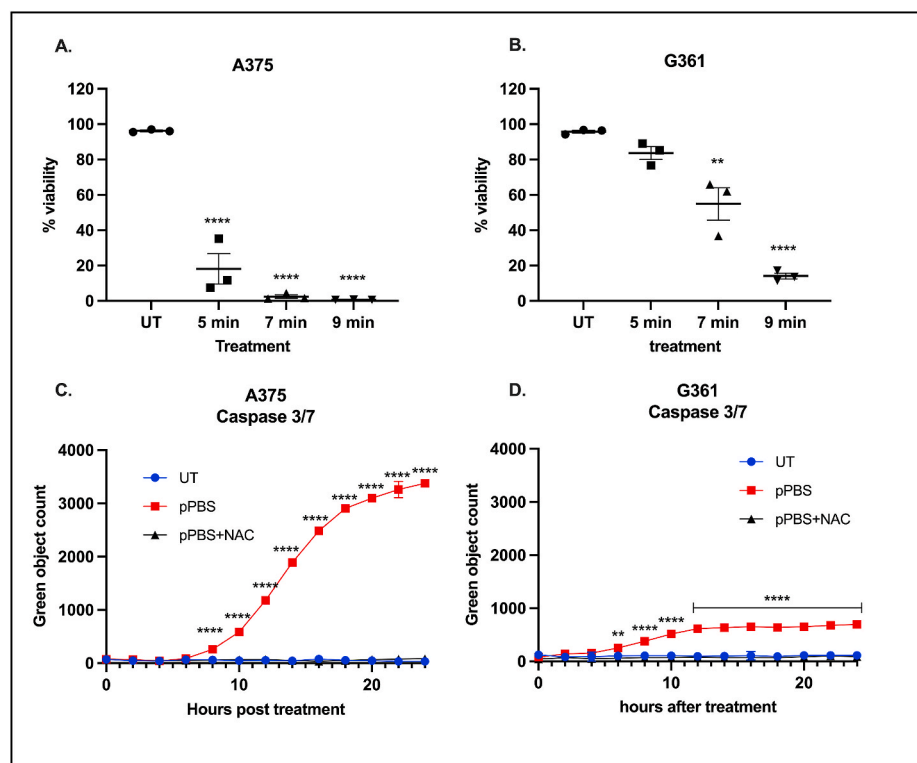 A.
A375
120
100
80
60
40
20
0
% viability
****
****
****
UT
5 min
7 min
9 min
Treatment
B.
G361
120
100
80
60
40
20
0
% viability
**
****
UT
5 min
7 min
9 min
treatment
C.
A375
Caspase 3/7
4000
3000
2000
1000
0
Green object count
UT
pPBS
pPBS+NAC
****
****
****
****
****
****
****
****
****
0
10
20
Hours post treatment
D.
G361
Caspase 3/7
4000
3000
2000
1000
0
Green object count
UT
pPBS
pPBS+NAC
**
****
****
****
0
10
20
hours after treatment